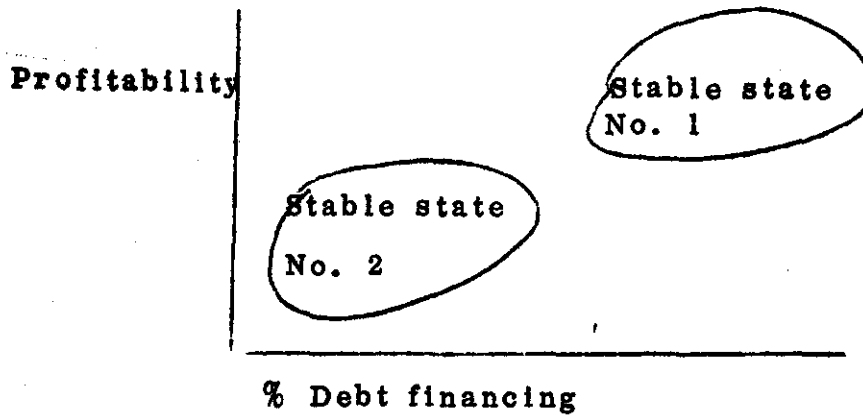 Profitability
Stable state
No. 1
Stable state
No. 2
% Debt financing